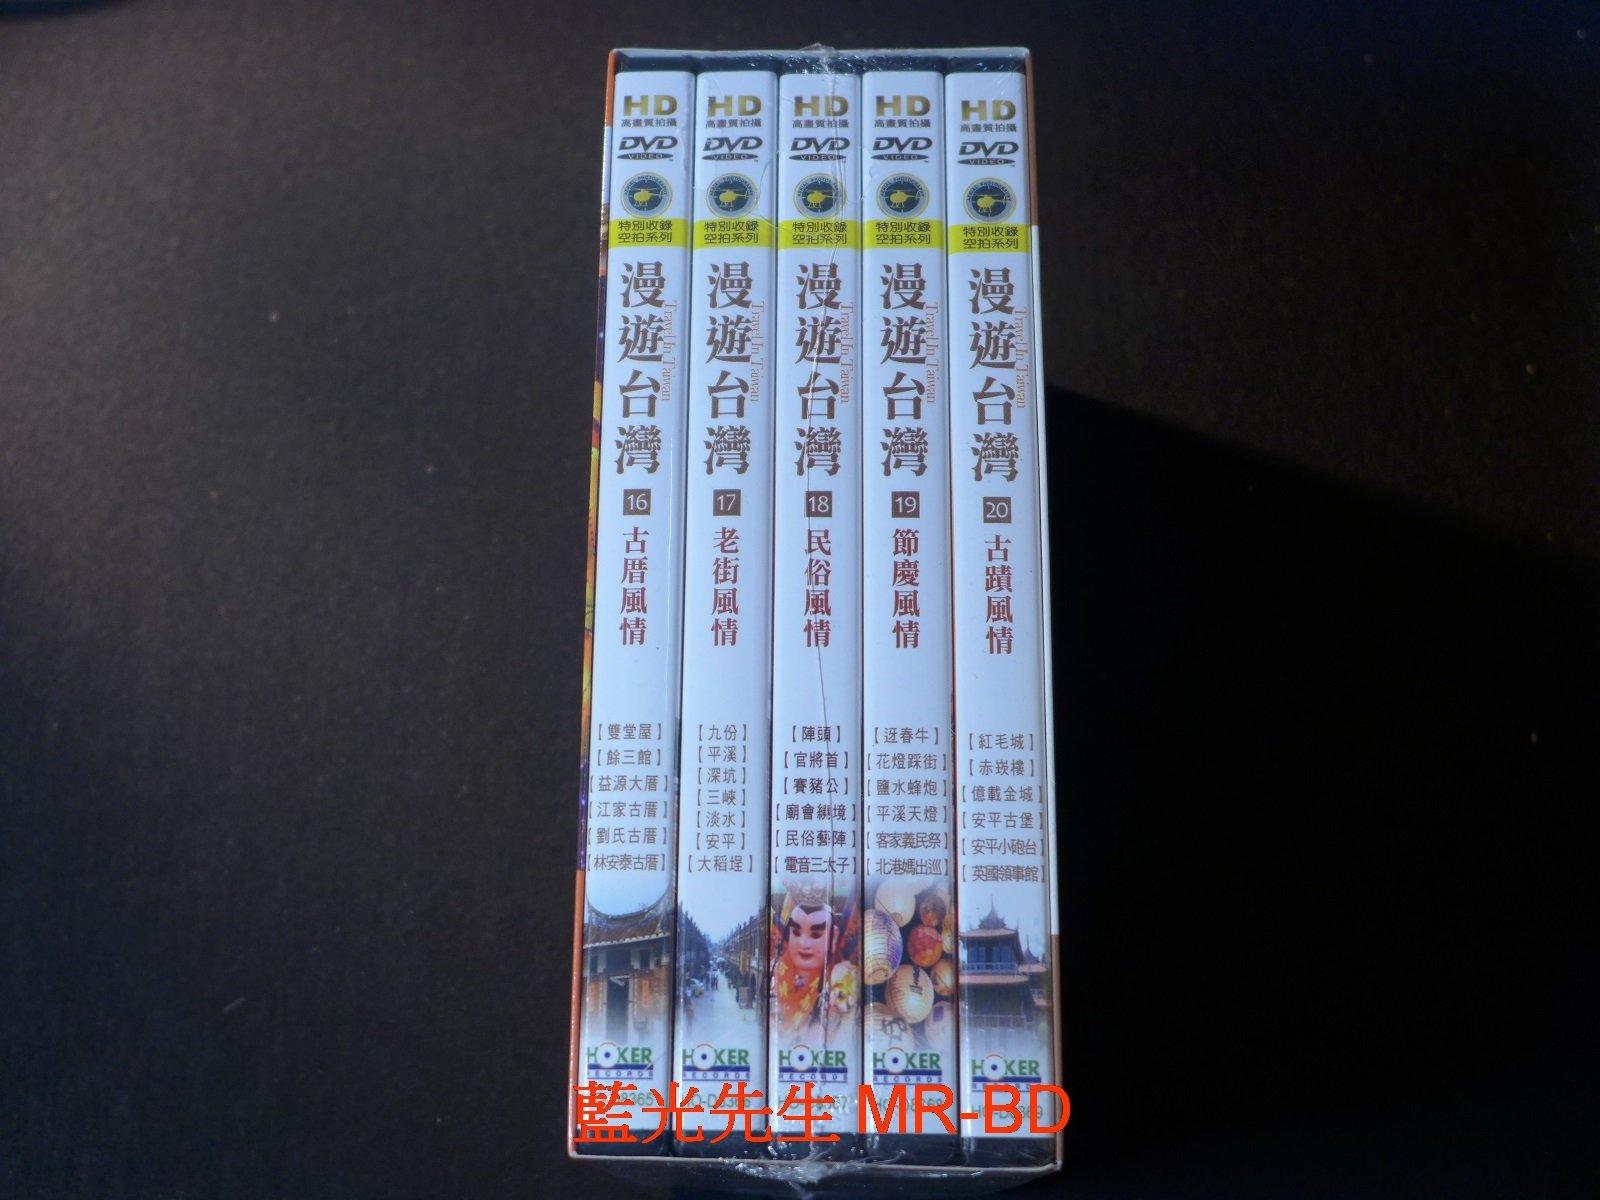 HD
高畫質拍攝
DVD
VIDEO
特別收錄
空拍系列
漫遊台灣
Travel In Taiwan
16
古厝風情
【雙堂屋】
【餘三館】
【益源大厝】
【江家古厝】
【劉氏古厝】
【林安泰古厝】
HOKER
RECORDS
HD
高畫質拍攝
DVD
VIDEO
特別收錄
空拍系列
漫遊台灣
Travel In Taiwan
17
老街風情
【九份】
【平溪】
【深坑】
【三峽】
【淡水】
【安平】
【大稻埕】
HOKER
RECORDS
HD
高畫質拍攝
DVD
VIDEO
特別收錄
空拍系列
漫遊台灣
Travel In Taiwan
18
民俗風情
【陣頭】
【官將首】
【賽豬公】
【廟會繞境】
【民俗藝陣】
【電音三太子】
HOKER
RECORDS
HD
高畫質拍攝
DVD
VIDEO
特別收錄
空拍系列
漫遊台灣
Travel In Taiwan
19
節慶風情
【迓春牛】
【花燈踩街】
【鹽水蜂炮】
【平溪天燈】
【客家義民祭】
【北港媽出巡】
HOKER
RECORDS
HD
高畫質拍攝
DVD
VIDEO
特別收錄
空拍系列
漫遊台灣
Travel In Taiwan
20
古蹟風情
【紅毛城】
【赤崁樓】
【億載金城】
【安平古堡】
【安平小砲台】
【英國領事館】
HOKER
RECORDS
藍光先生 MR-BD